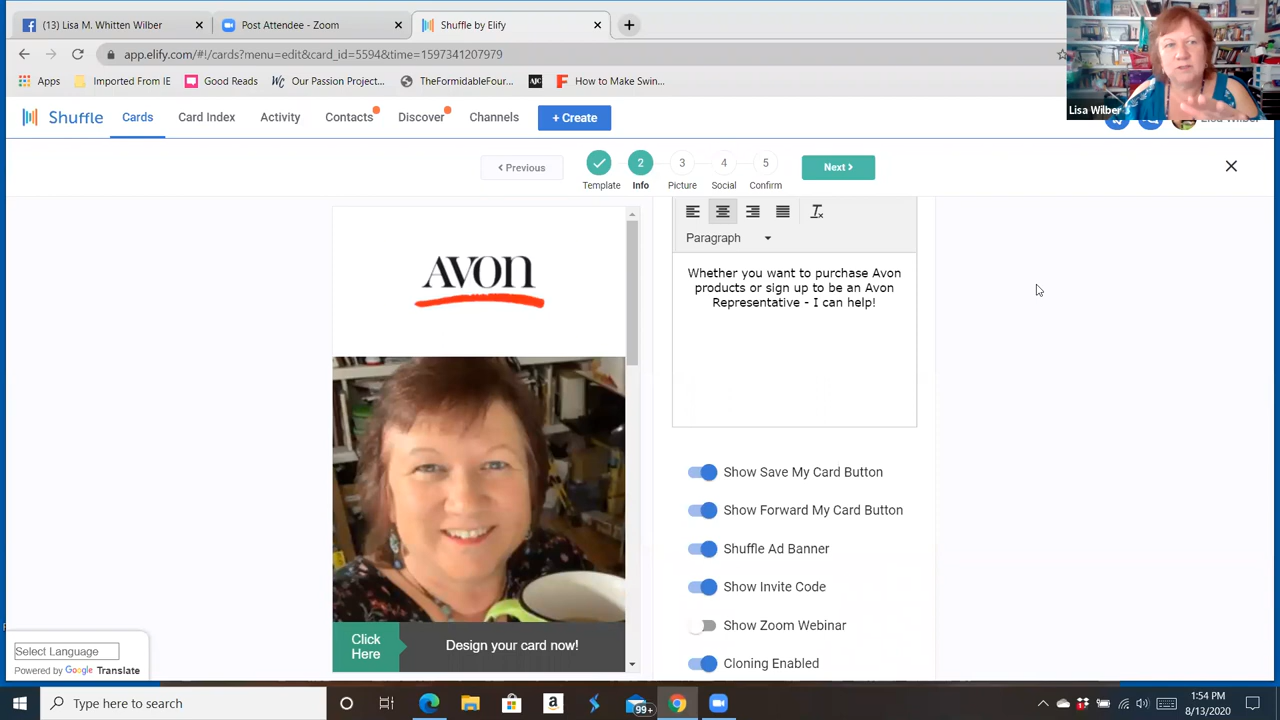 (13) Lisa M. Whitten Wilber
Post Attendee - Zoom
Shuffle by Elify
app.elify.com/#!/cards?menu=edit&card_id=5504&time=1597341207979
Apps
Imported From IE
Good Reads
Our Passion Project...
TheFormidableFour...
AJC
How to Make Swin...
Lisa Wilber
Shuffle
Cards
Card Index
Activity
Contacts
Discover
Channels
+ Create
Lisa Wilber
Previous
2
3
4
5
Next
Template
Info
Picture
Social
Confirm
AVON
Paragraph
Whether you want to purchase Avon
products or sign up to be an Avon
Representative - I can help!
Show Save My Card Button
Show Forward My Card Button
Shuffle Ad Banner
Show Invite Code
Show Zoom Webinar
Cloning Enabled
Click
Here
Design your card now!
Select Language
Powered by Google Translate
Type here to search
99+
1:54 PM
8/13/2020